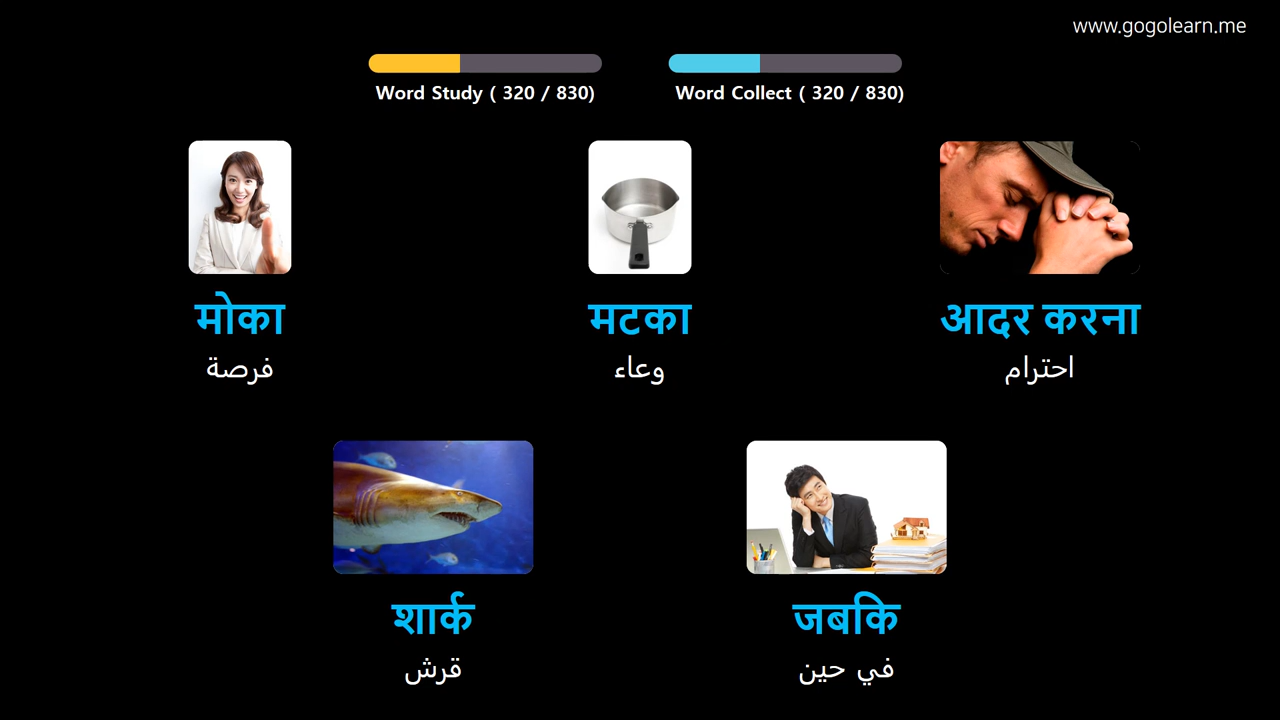 www.gogolearn.me
Word Study ( 320 / 830)
Word Collect ( 320 / 830)
मोका
فرصة
मटका
وعاء
आदर करना
احترام
शार्क
قرش
जबकि
في حين